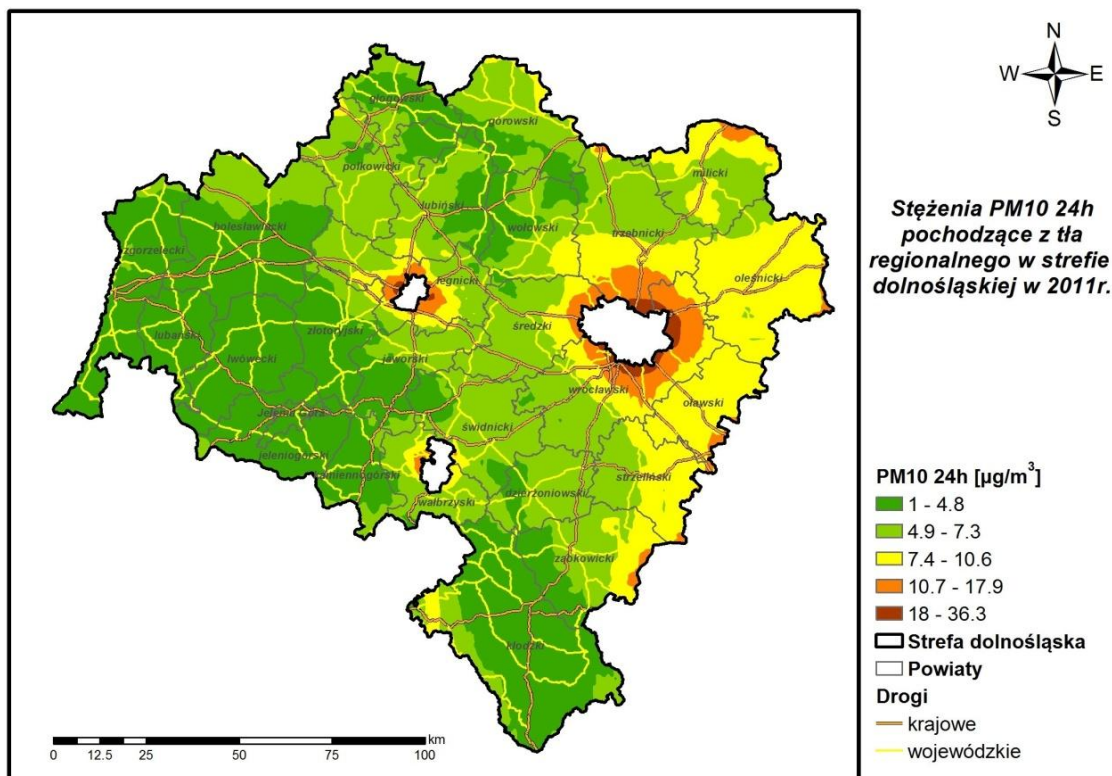 N
W E
S
Stężenia PM10 24h
pochodzące z tła
regionalnego w strefie
dolnośląskiej w 2011r.
PM10 24h [µg/m³]
1 - 4.8
4.9 - 7.3
7.4 - 10.6
10.7 - 17.9
18 - 36.3
Strefa dolnośląska
Powiaty
Drogi
krajowe
wojewódzkie
głogowski
górowski
polkowicki
milicki
lubiński
wołowski
trzebnicki
bolesławiecki
zgorzelecki
legnicki
oleśnicki
średzki
złotoryjski
lubański
lwówecki
jaworski
wrocławski
oławski
Jelenia Góra
świdnicki
jeleniogórski
kamiennogórski
strzeliński
dzierżoniowski
wałbrzyski
ząbkowicki
kłodzki
km
0 12.5 25 50 75 100